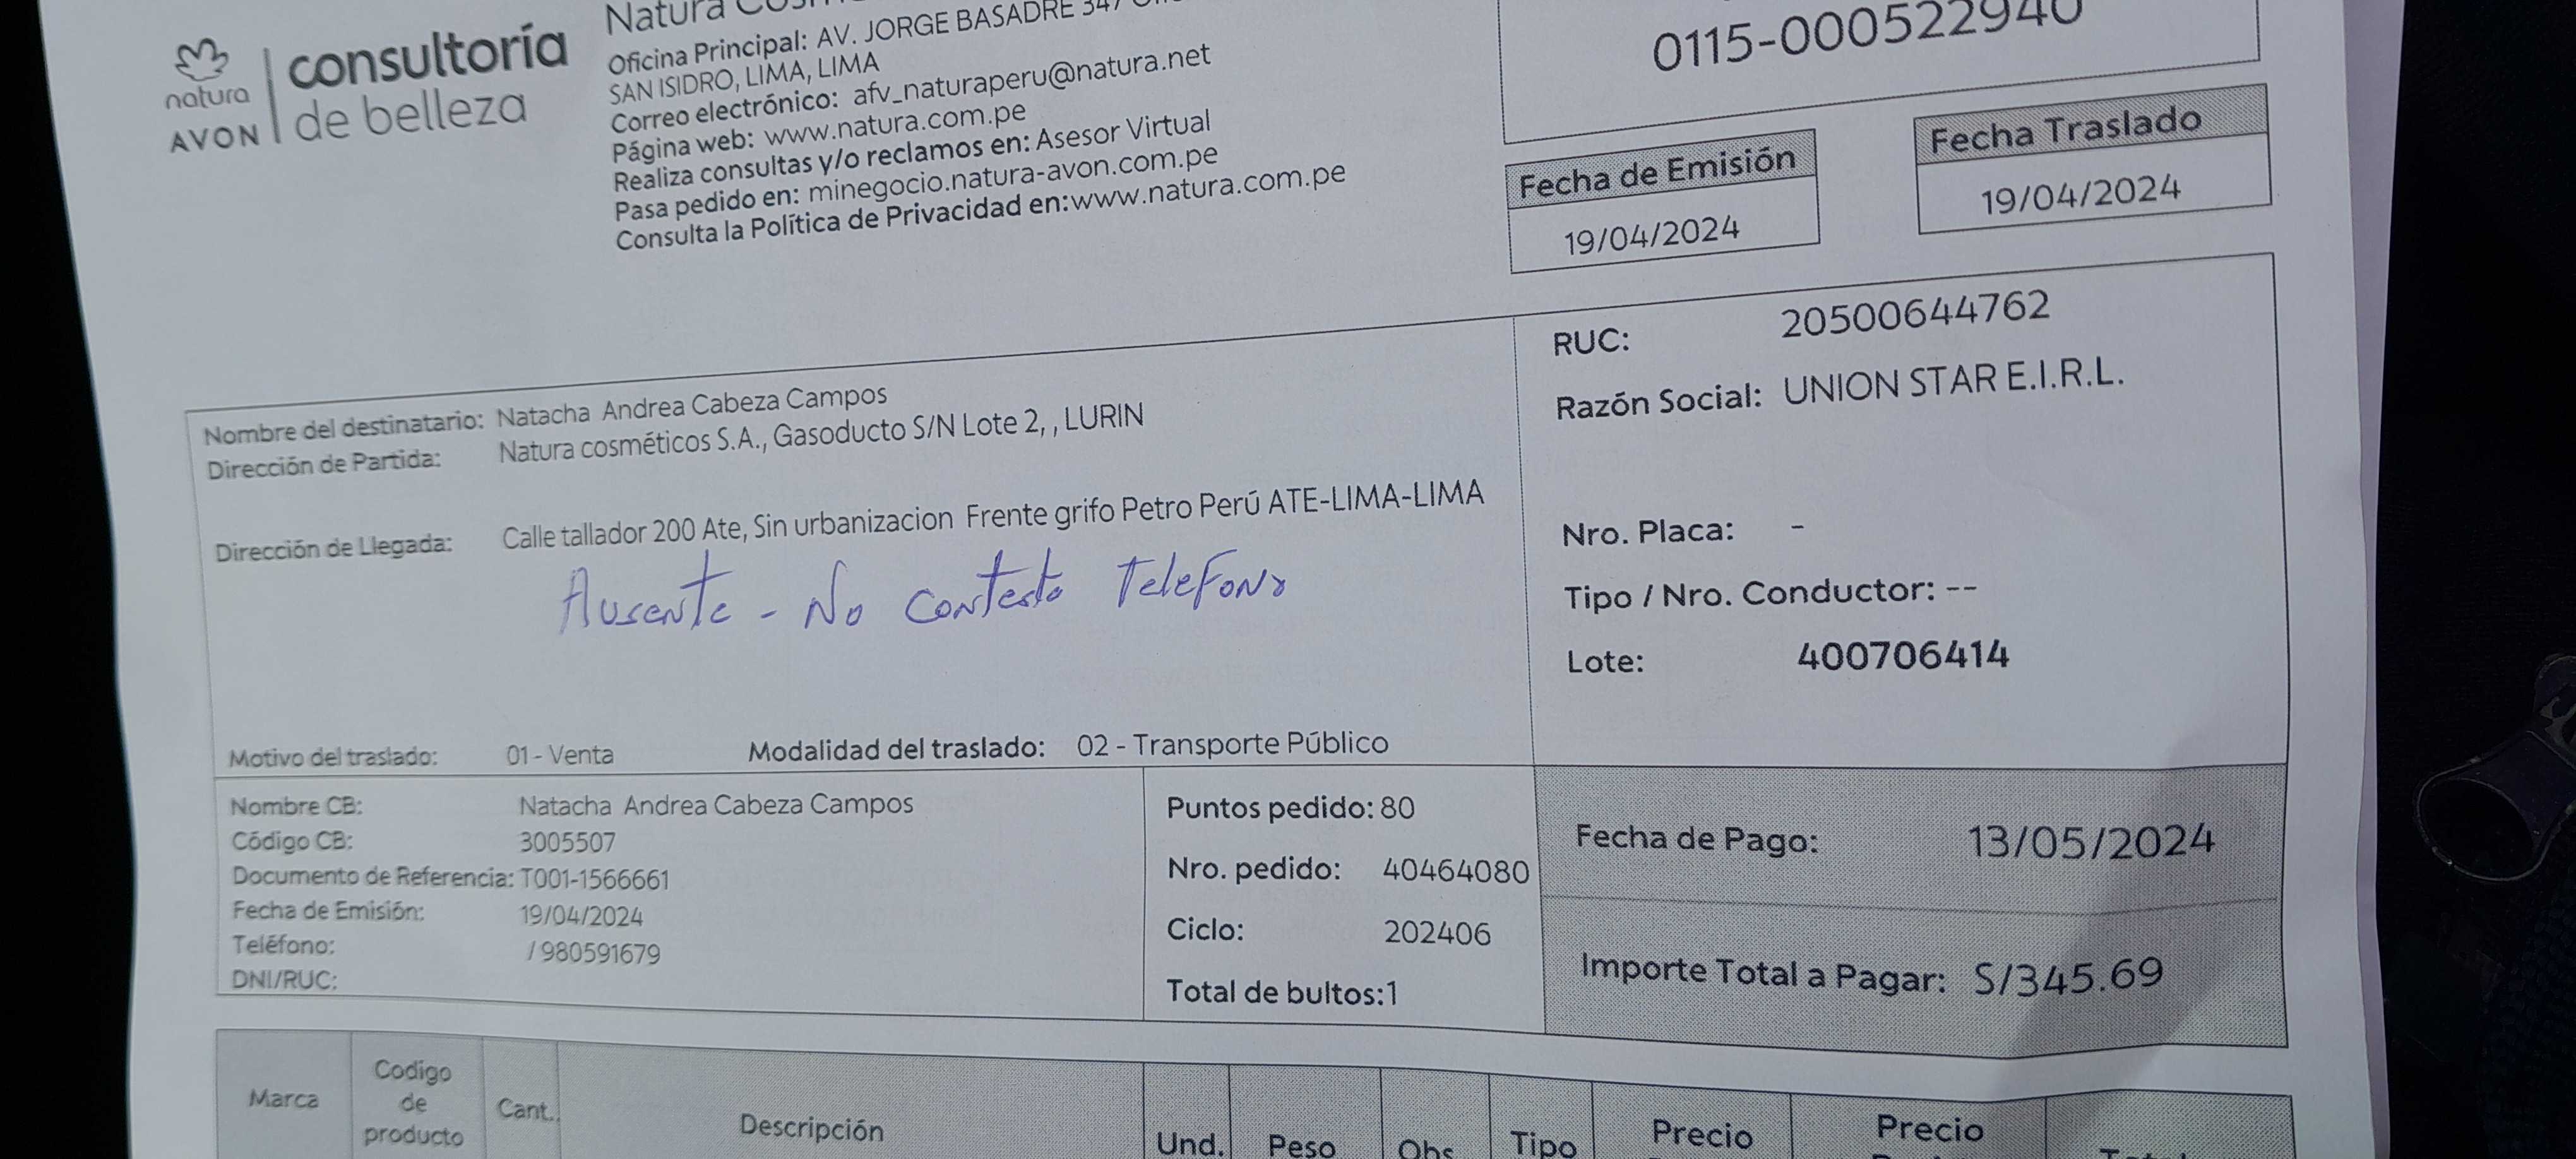 natura
AVON
consultoría
de belleza
Natura
Oficina Principal: AV. JORGE BASADRE 347
SAN ISIDRO, LIMA, LIMA
Correo electrónico: afv_naturaperu@natura.net
Página web: www.natura.com.pe
Realiza consultas y/o reclamos en: Asesor Virtual
Pasa pedido en: minegocio.natura-avon.com.pe
Consulta la Política de Privacidad en:www.natura.com.pe
0115-000522940
Fecha de Emisión
19/04/2024
Fecha Traslado
19/04/2024
Nombre del destinatario: Natacha Andrea Cabeza Campos
Dirección de Partida: Natura cosméticos S.A., Gasoducto S/N Lote 2, , LURIN
Dirección de Llegada: Calle tallador 200 Ate, Sin urbanizacion Frente grifo Petro Perú ATE-LIMA-LIMA
Ausente - No contesto Telefono
Motivo del traslado: 01 - Venta Modalidad del traslado: 02 - Transporte Público
RUC: 20500644762
Razón Social: UNION STAR E.I.R.L.
Nro. Placa: -
Tipo / Nro. Conductor: --
Lote: 400706414
Nombre CB: Natacha Andrea Cabeza Campos
Código CB: 3005507
Documento de Referencia: T001-1566661
Fecha de Emisión: 19/04/2024
Teléfono: / 980591679
DNI/RUC:
Puntos pedido: 80
Nro. pedido: 40464080
Ciclo: 202406
Total de bultos:1
Fecha de Pago: 13/05/2024
Importe Total a Pagar: S/345.69
Marca
Codigo
de
producto
Cant.
Descripción
Und.
Peso
Obs
Tipo
Precio
Precio